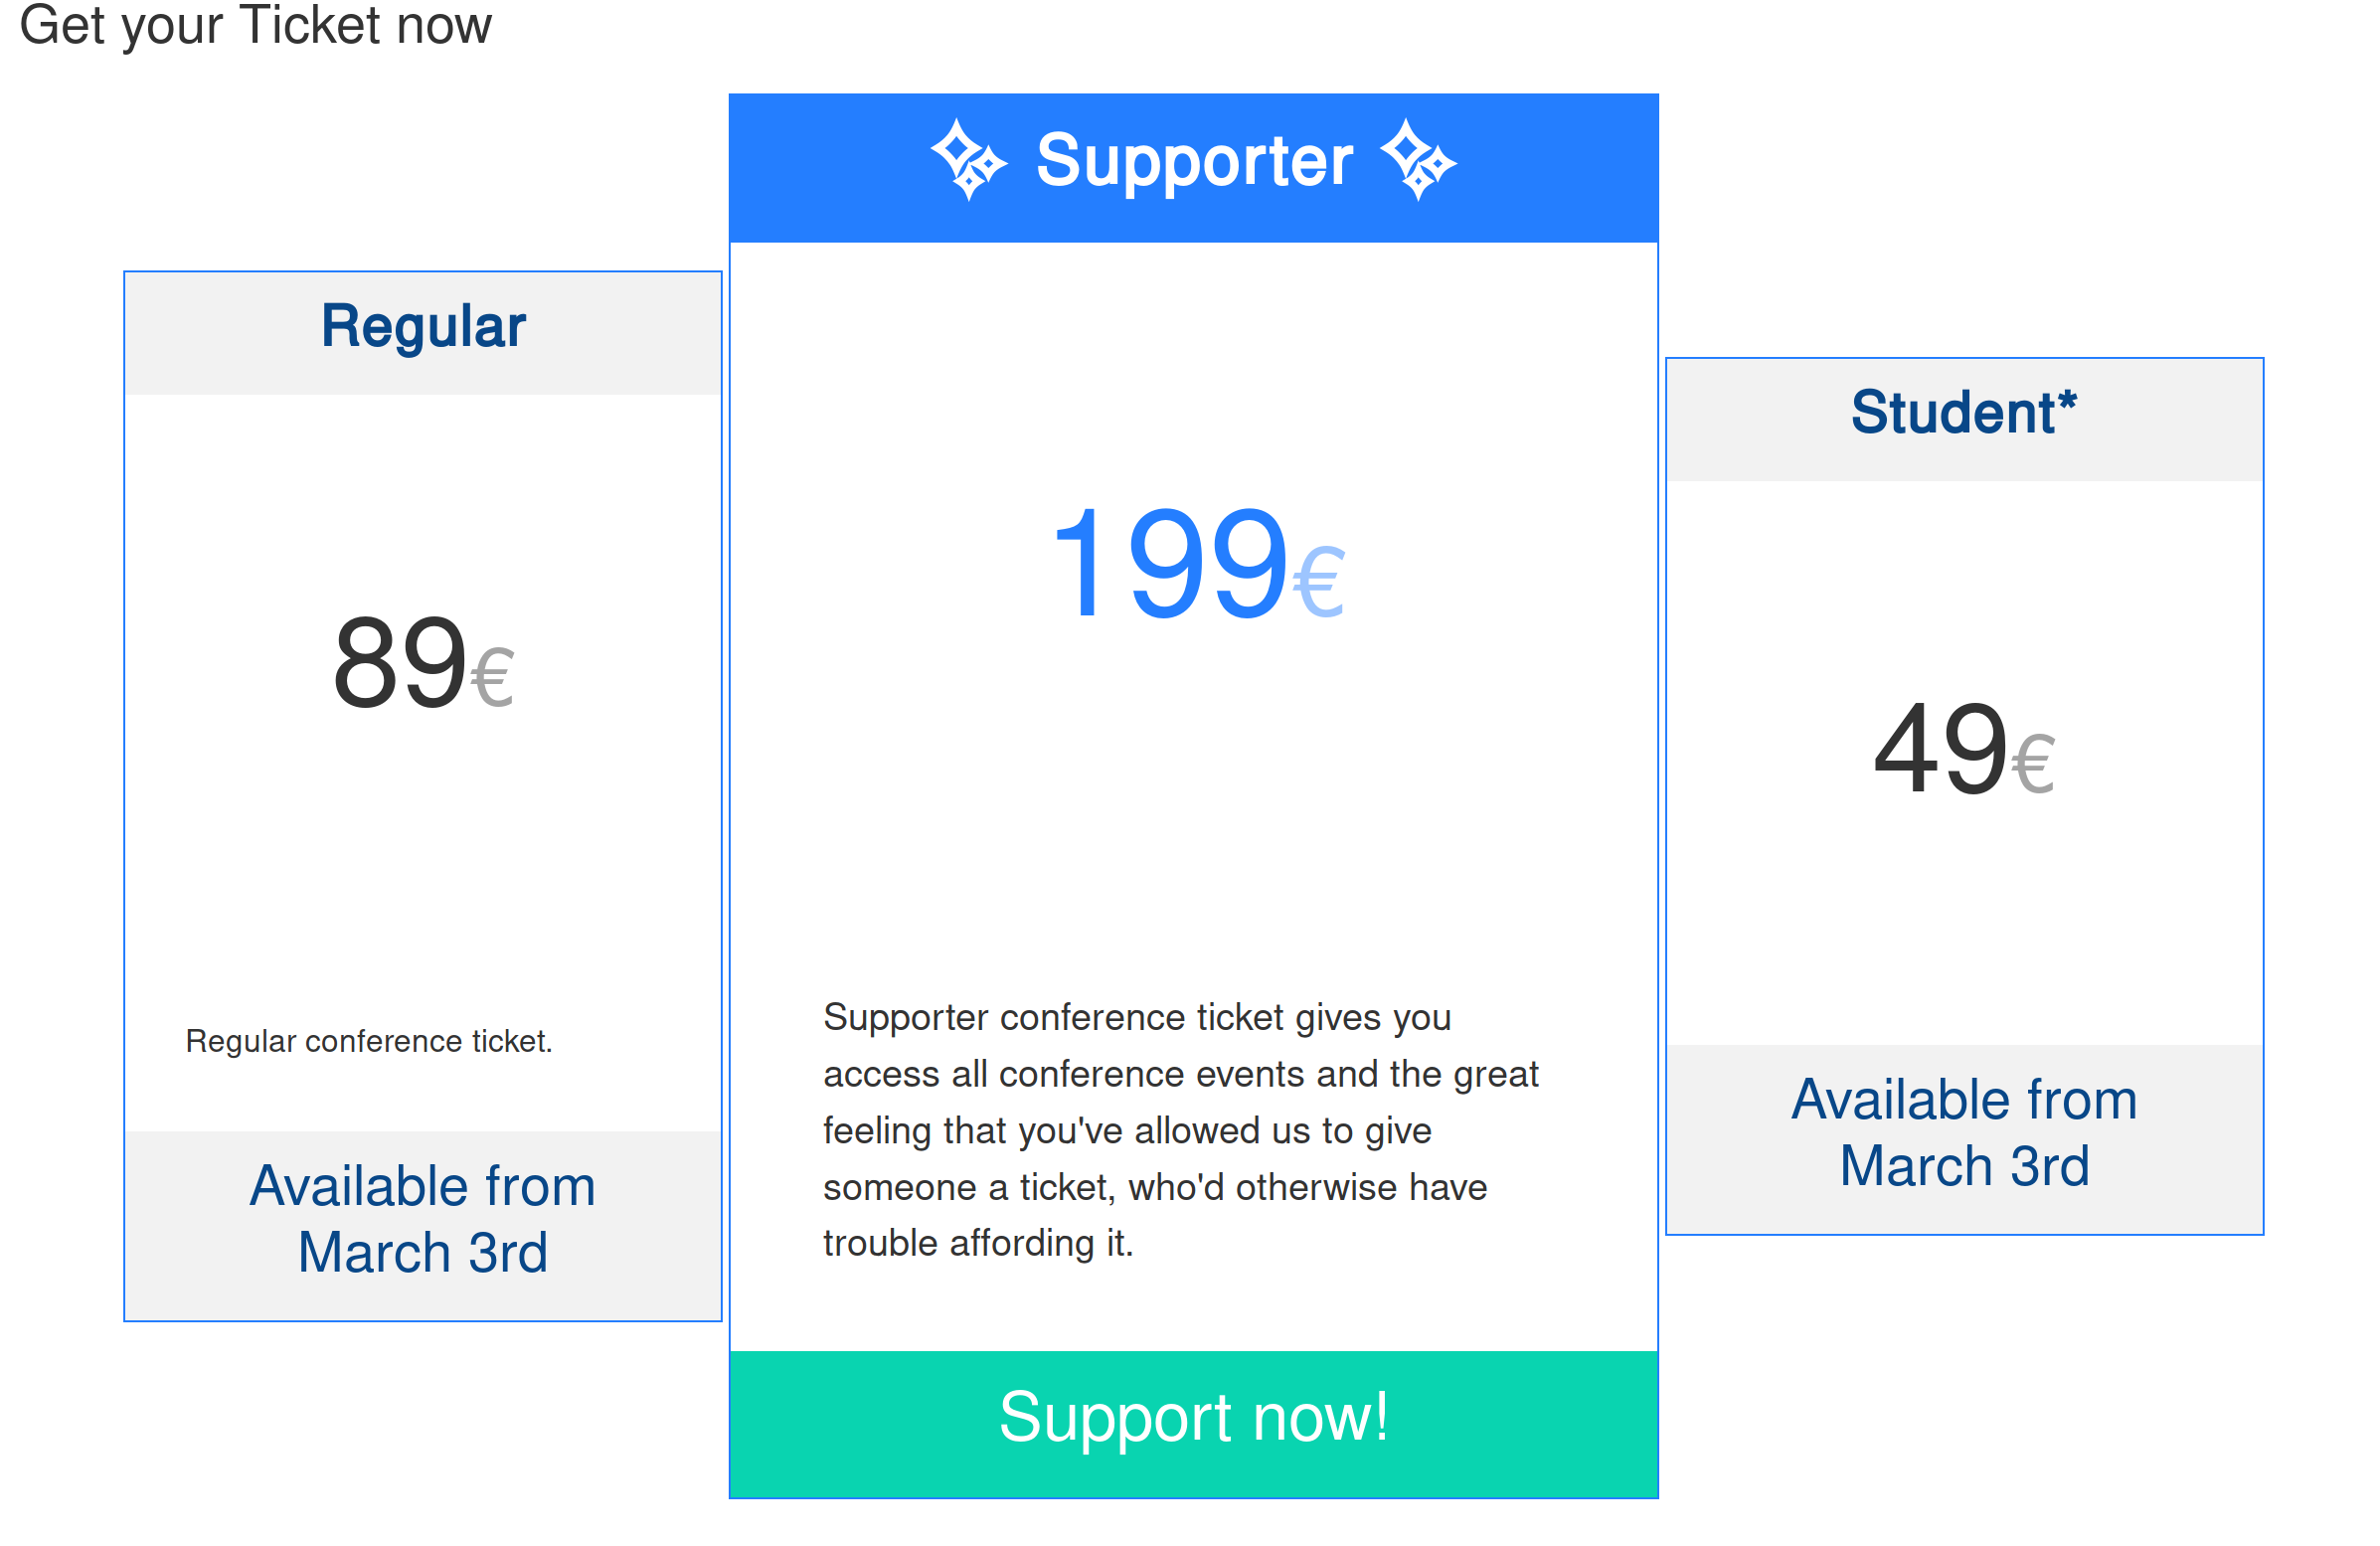 Get your Ticket now
Regular
89€
Regular conference ticket.
Available from
March 3rd
Supporter
199€
Supporter conference ticket gives you
access all conference events and the great
feeling that you've allowed us to give
someone a ticket, who'd otherwise have
trouble affording it.
Support now!
Student*
49€
Available from
March 3rd